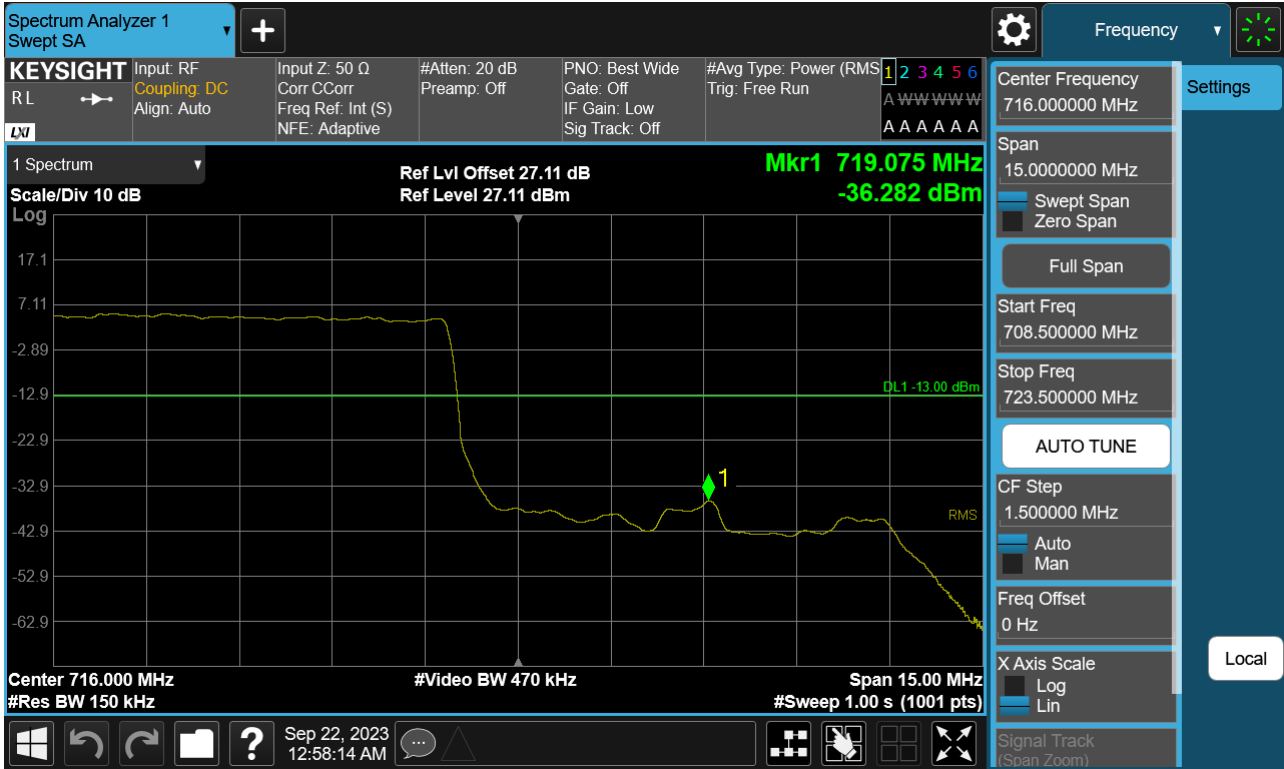 Spectrum Analyzer 1
Swept SA
Frequency
KEYSIGHT
R L
LXI
Input: RF
Coupling: DC
Align: Auto
Input Z: 50 Ω
Corr CCorr
Freq Ref: Int (S)
NFE: Adaptive
#Atten: 20 dB
Preamp: Off
PNO: Best Wide
Gate: Off
IF Gain: Low
Sig Track: Off
#Avg Type: Power (RMS
Trig: Free Run
1 2 3 4 5 6
A W W W W W
A A A A A A
1 Spectrum
Scale/Div 10 dB
Log
Ref Lvl Offset 27.11 dB
Ref Level 27.11 dBm
Mkr1 719.075 MHz
-36.282 dBm
17.1
7.11
-2.89
-12.9
-22.9
-32.9
-42.9
-52.9
-62.9
DL1 -13.00 dBm
1
RMS
Center 716.000 MHz
#Video BW 470 kHz
Span 15.00 MHz
#Res BW 150 kHz
#Sweep 1.00 s (1001 pts)
?
Sep 22, 2023
12:58:14 AM
Center Frequency
716.000000 MHz
Settings
Span
15.0000000 MHz
Swept Span
Zero Span
Full Span
Start Freq
708.500000 MHz
Stop Freq
723.500000 MHz
AUTO TUNE
CF Step
1.500000 MHz
Auto
Man
Freq Offset
0 Hz
X Axis Scale
Log
Lin
Local
Signal Track
(Span Zoom)